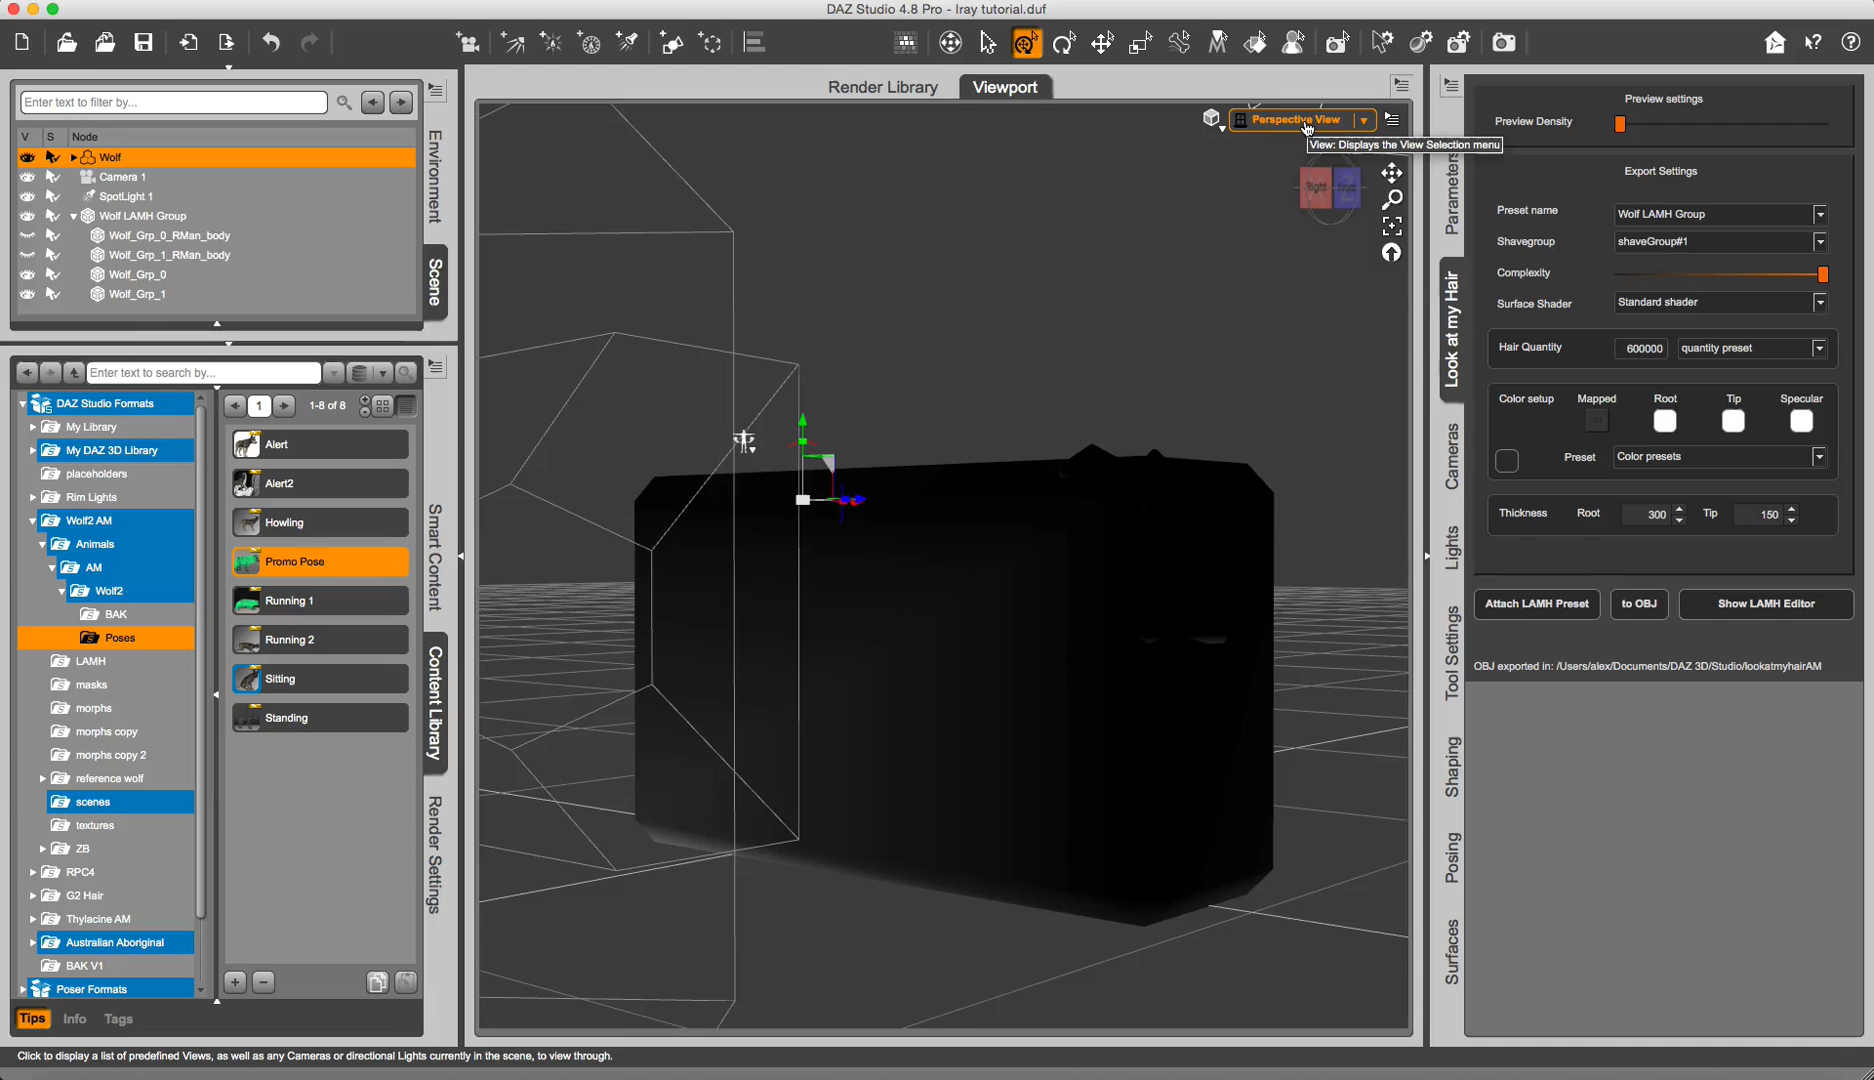 DAZ Studio 4.8 Pro - Iray tutorial.duf
Enter text to filter by...
V S Node
Wolf
Camera 1
SpotLight 1
Wolf LAMH Group
Wolf_Grp_0_RMan_body
Wolf_Grp_1_RMan_body
Wolf_Grp_0
Wolf_Grp_1
Environment
Scene
Enter text to search by...
DAZ Studio Formats
My Library
My DAZ 3D Library
placeholders
Rim Lights
Wolf2 AM
Animals
AM
Wolf2
BAK
Poses
LAMH
masks
morphs
morphs copy
morphs copy 2
reference wolf
scenes
textures
ZB
RPC4
G2 Hair
Thylacine AM
Australian Aboriginal
BAK V1
Poser Formats
1 1-8 of 8
Alert
Alert2
Howling
Promo Pose
Running 1
Running 2
Sitting
Standing
Smart Content
Content Library
Render Settings
Tips Info Tags
Click to display a list of predefined Views, as well as any Cameras or directional Lights currently in the scene, to view through.
Render Library Viewport
Perspective View
View: Displays the View Selection menu
Right
Parameters
Look at my Hair
Cameras
Lights
Tool Settings
Shaping
Posing
Surfaces
Preview settings
Preview Density
Export Settings
Preset name Wolf LAMH Group
Shavegroup shaveGroup#1
Complexity
Surface Shader Standard shader
Hair Quantity 600000 quantity preset
Color setup Mapped Root Tip Specular
Preset Color presets
Thickness Root 300 Tip 150
Attach LAMH Preset to OBJ Show LAMH Editor
OBJ exported in: /Users/alex/Documents/DAZ 3D/Studio/lookatmyhairAM